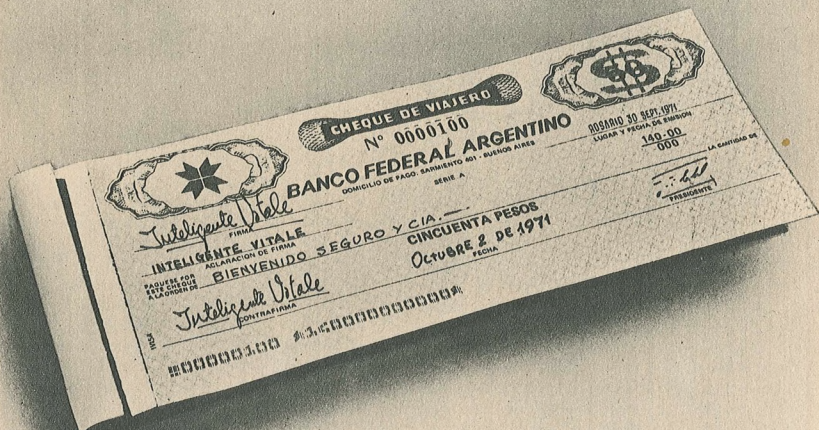 CHEQUE DE VIAJERO
Nº 0000100
BANCO FEDERAL ARGENTINO
DOMICILIO DE PAGO. SARMIENTO 401 - BUENOS AIRES
SERIE A
$50
ROSARIO 30 SEPT. 1971
LUGAR Y FECHA DE EMISION
140-00
000
LA CANTIDAD DE
Inteligente Vitale
FIRMA
INTELIGENTE VITALE
ACLARACION DE FIRMA
PAGUESE POR
ESTE CHEQUE
A LA ORDEN DE
BIENVENIDO SEGURO Y CIA.—
CINCUENTA PESOS
PRESIDENTE
OCTUBRE 2 DE 1971
FECHA
Inteligente Vitale
CONTRAFIRMA